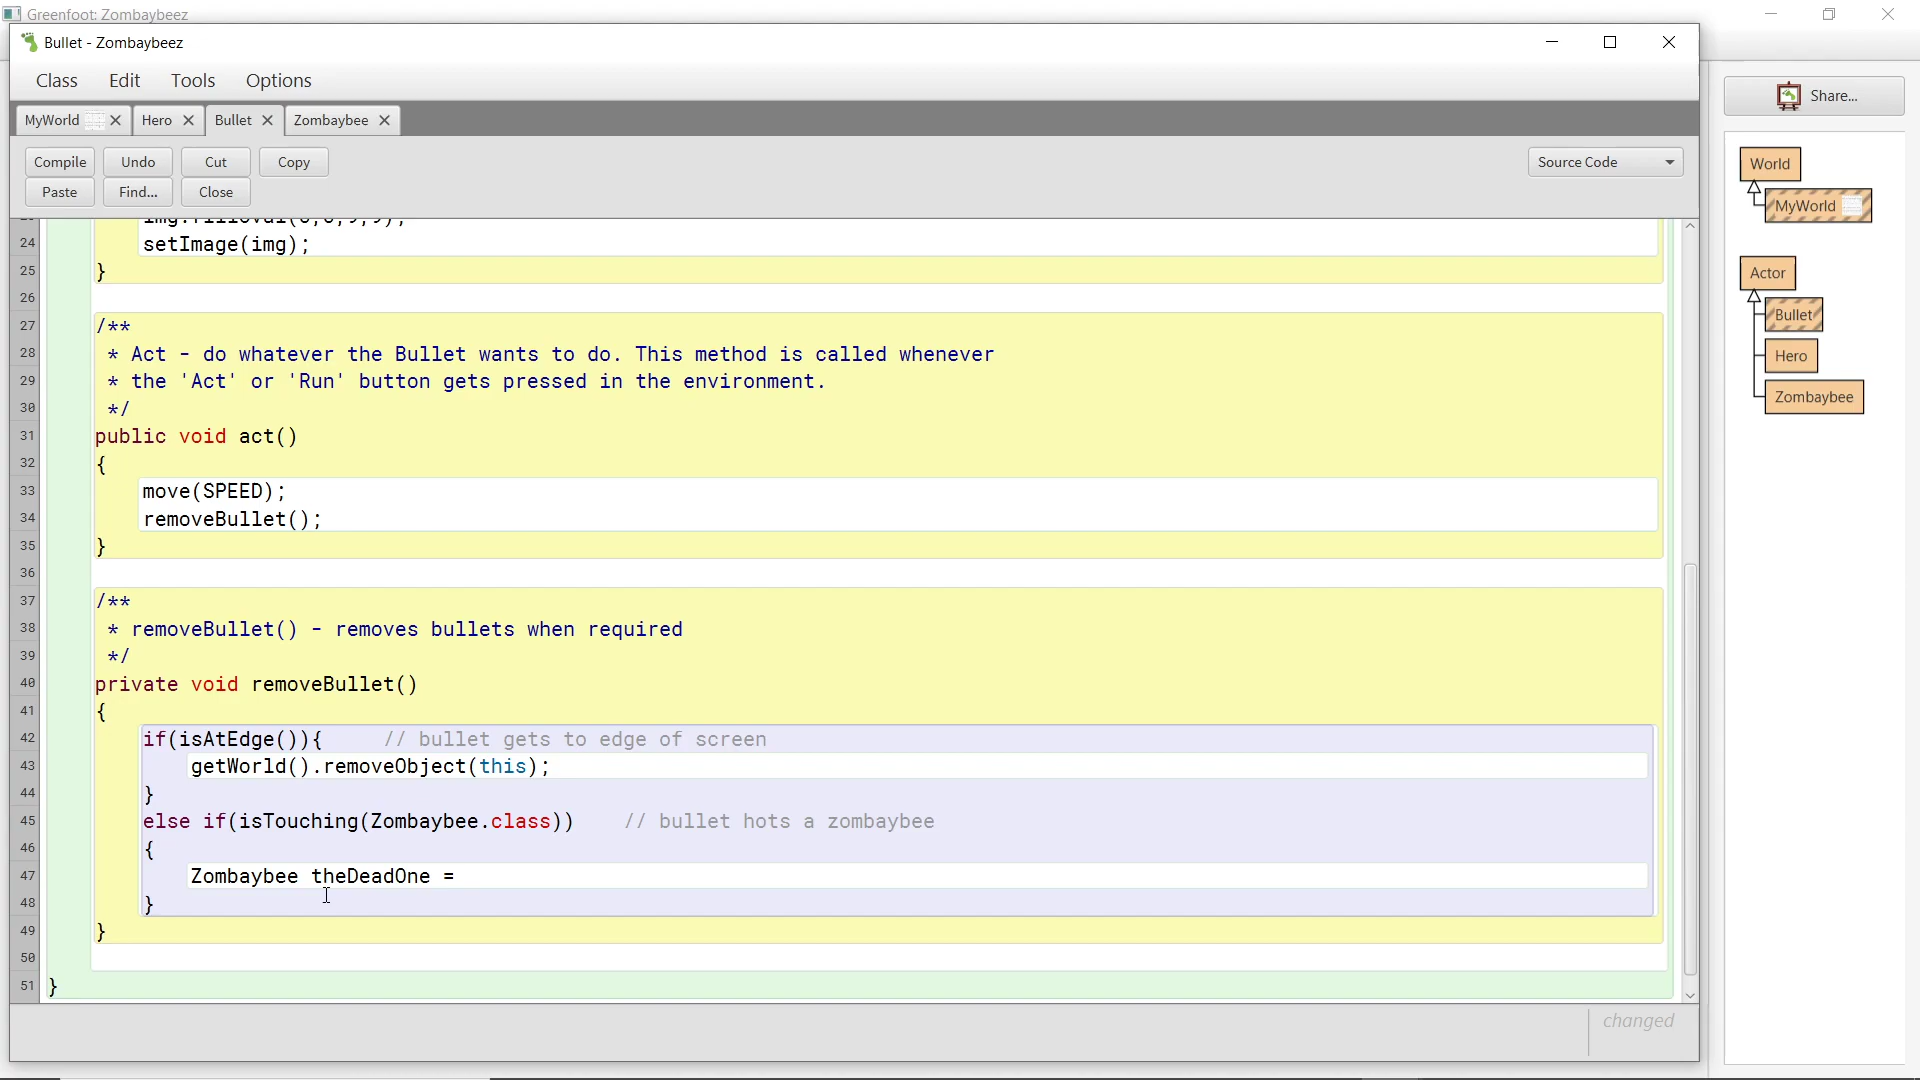 Greenfoot: Zombaybeez
Bullet - Zombaybeez
Class Edit Tools Options
MyWorld Hero Bullet Zombaybee
Compile Undo Cut Copy
Paste Find... Close
Source Code
Share...
World
MyWorld
Actor
Bullet
Hero
Zombaybee
24 setImage(img);
25 }
26
27 /**
28 * Act - do whatever the Bullet wants to do. This method is called whenever
29 * the 'Act' or 'Run' button gets pressed in the environment.
30 */
31 public void act()
32 {
33 move(SPEED);
34 removeBullet();
35 }
36
37 /**
38 * removeBullet() - removes bullets when required
39 */
40 private void removeBullet()
41 {
42 if(isAtEdge()){ // bullet gets to edge of screen
43 getWorld().removeObject(this);
44 }
45 else if(isTouching(Zombaybee.class)) // bullet hots a zombaybee
46 {
47 Zombaybee theDeadOne =
48 }
49 }
50
51 }
changed